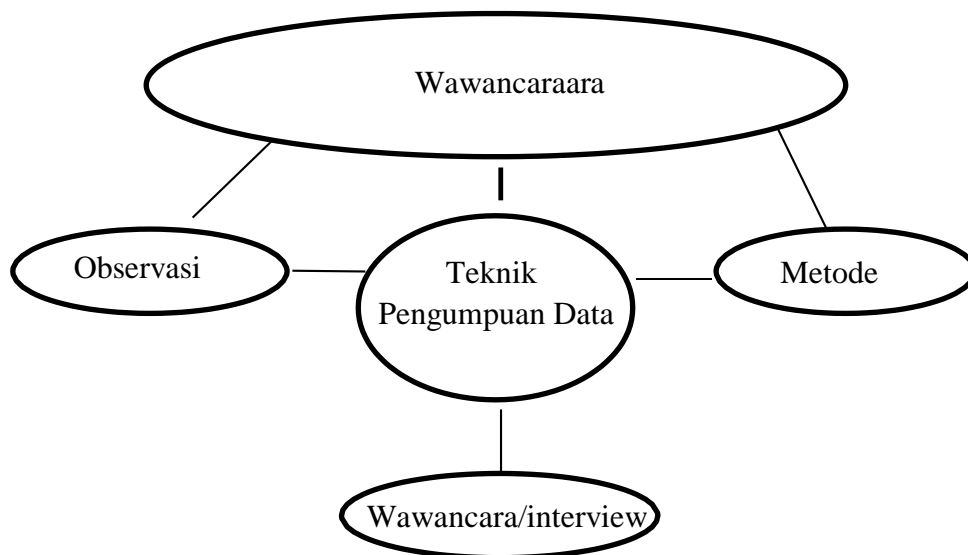 Wawancaraara
Observasi
Teknik
Pengumpuan Data
Metode
Wawancara/interview